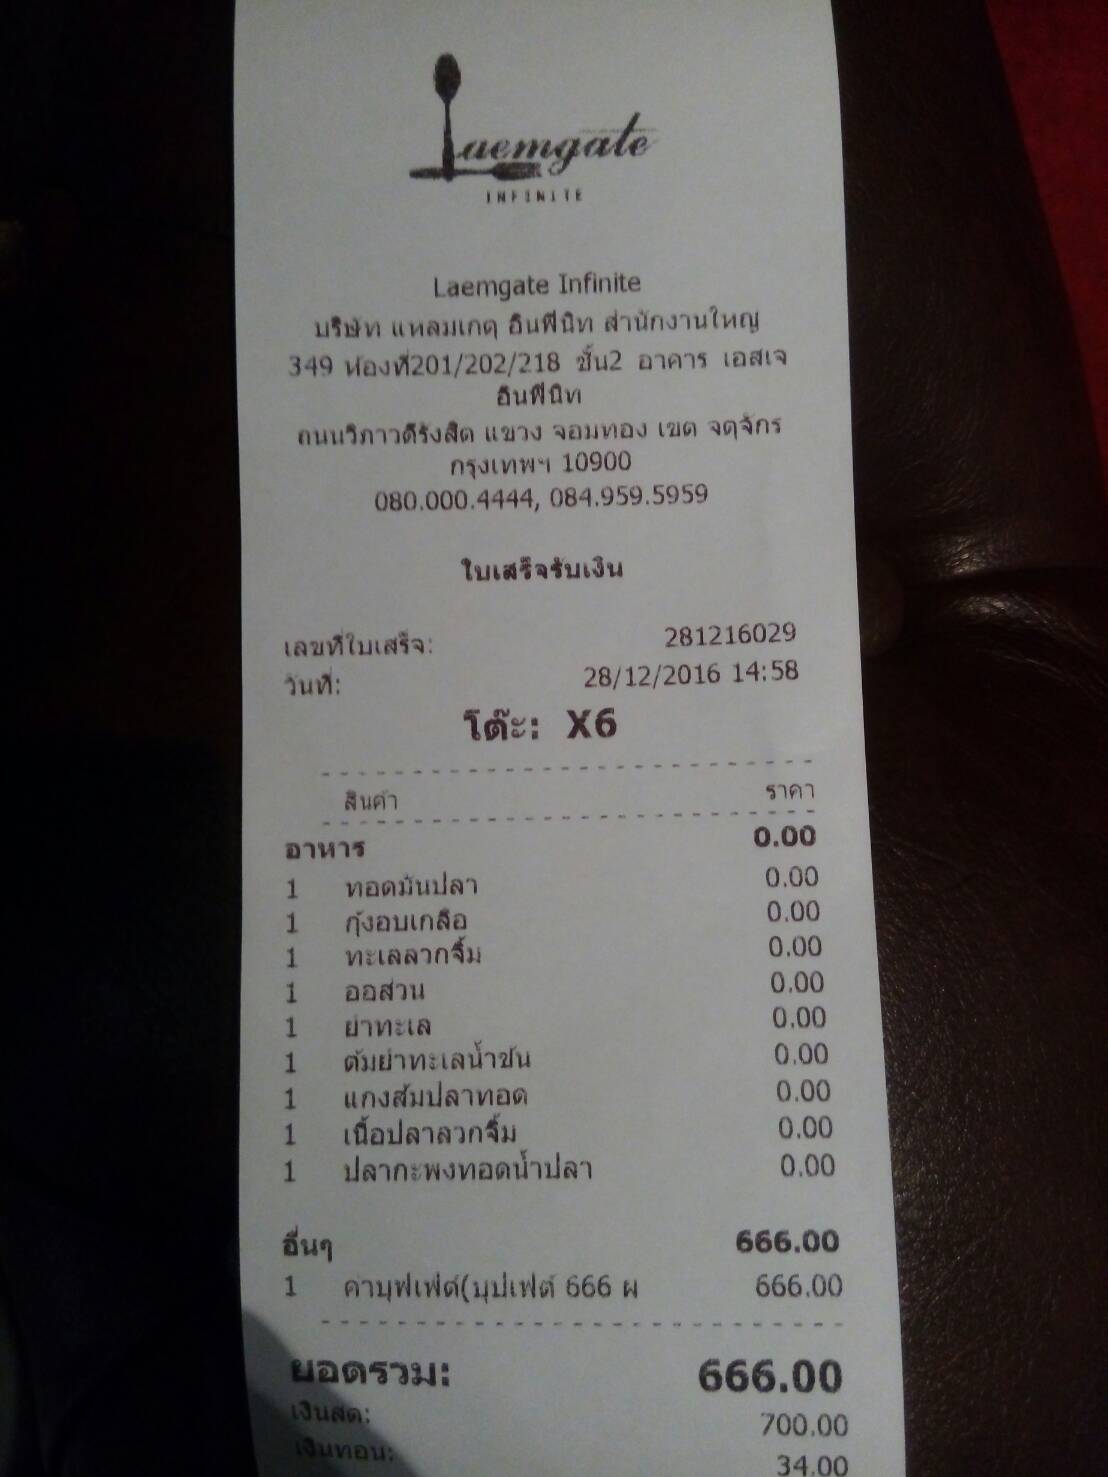 Laemgate
INFINITE
Laemgate Infinite
บริษัท แหลมเกตุ อินฟินิท สำนักงานใหญ่
349 ห้องที่201/202/218 ชั้น2 อาคาร เอสเจ
อินฟินิท
ถนนวิภาวดีรังสิต แขวง จอมทอง เขต จตุจักร
กรุงเทพฯ 10900
080.000.4444, 084.959.5959
ใบเสร็จรับเงิน
เลขที่ใบเสร็จ: 281216029
วันที่: 28/12/2016 14:58
โต๊ะ: X6
สินค้า ราคา
อาหาร 0.00
1 ทอดมันปลา 0.00
1 กุ้งอบเกลือ 0.00
1 ทะเลลวกจิ้ม 0.00
1 ออส่วน 0.00
1 ยำทะเล 0.00
1 ต้มยำทะเลน้ำข้น 0.00
1 แกงส้มปลาทอด 0.00
1 เนื้อปลาลวกจิ้ม 0.00
1 ปลากะพงทอดน้ำปลา 0.00
อื่นๆ 666.00
1 ค่าบุฟเฟ่ต์(บุปเฟต์ 666 ผ 666.00
ยอดรวม: 666.00
เงินสด: 700.00
เงินทอน: 34.00